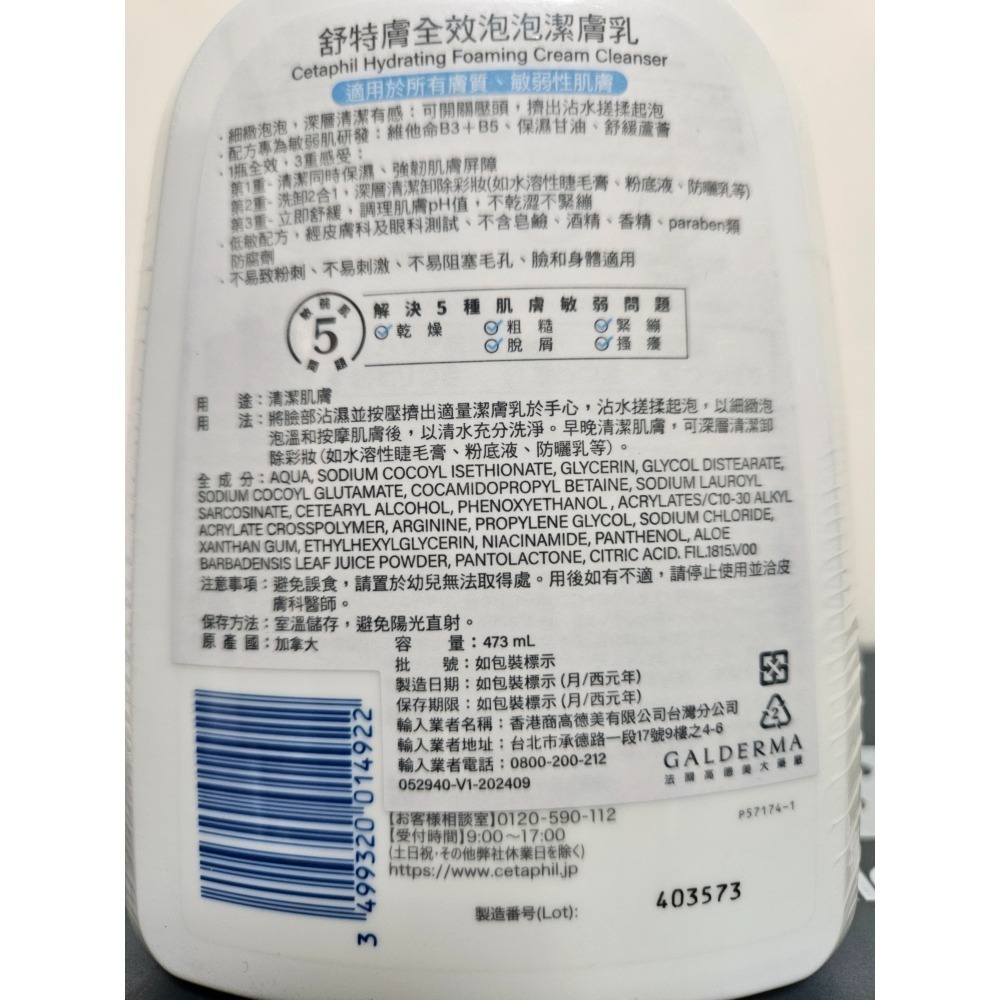 舒特膚全效泡泡潔膚乳
Cetaphil Hydrating Foaming Cream Cleanser
適用於所有膚質、敏弱性肌膚
·細緻泡泡，深層清潔有感：可開關壓頭，擠出沾水搓揉起泡
·配方專為敏弱肌研發：維他命B3+B5、保濕甘油、舒緩蘆薈
·1瓶全效，3重感受：
第1重- 清潔同時保濕、強韌肌膚屏障
第2重- 洗卸2合1，深層清潔卸除彩妝(如水溶性睫毛膏、粉底液、防曬乳等)
第3重- 立即舒緩，調理肌膚pH值，不乾澀不緊繃
·低敏配方，經皮膚科及眼科測試、不含皂鹼、酒精、香精、paraben類
防腐劑
·不易致粉刺、不易刺激、不易阻塞毛孔、臉和身體適用
敏弱肌
5
問題
解決5種肌膚敏弱問題
乾燥 粗糙 緊繃
脫屑 搔癢
用途：清潔肌膚
用法：將臉部沾濕並按壓擠出適量潔膚乳於手心，沾水搓揉起泡，以細緻泡
泡溫和按摩肌膚後，以清水充分洗淨。早晚清潔肌膚，可深層清潔卸
除彩妝(如水溶性睫毛膏、粉底液、防曬乳等)。
全成分：AQUA, SODIUM COCOYL ISETHIONATE, GLYCERIN, GLYCOL DISTEARATE,
SODIUM COCOYL GLUTAMATE, COCAMIDOPROPYL BETAINE, SODIUM LAUROYL
SARCOSINATE, CETEARYL ALCOHOL, PHENOXYETHANOL, ACRYLATES/C10-30 ALKYL
ACRYLATE CROSSPOLYMER, ARGININE, PROPYLENE GLYCOL, SODIUM CHLORIDE,
XANTHAN GUM, ETHYLHEXYLGLYCERIN, NIACINAMIDE, PANTHENOL, ALOE
BARBADENSIS LEAF JUICE POWDER, PANTOLACTONE, CITRIC ACID. FIL.1815.V00
注意事項：避免誤食，請置於幼兒無法取得處。用後如有不適，請停止使用並洽皮
膚科醫師。
保存方法：室溫儲存，避免陽光直射。
原產國：加拿大
容量：473 mL
批號：如包裝標示
製造日期：如包裝標示 (月/西元年)
保存期限：如包裝標示 (月/西元年)
輸入業者名稱：香港商高德美有限公司台灣分公司
輸入業者地址：台北市承德路一段17號9樓之4-6
輸入業者電話：0800-200-212
052940-V1-202409
2
GALDERMA
法國高德美大藥廠
3 499320 014922
【お客様相談室】0120-590-112
【受付時間】9:00〜17:00
(土日祝・その他弊社休業日を除く)
https://www.cetaphil.jp
P57174-1
製造番号(Lot):
403573